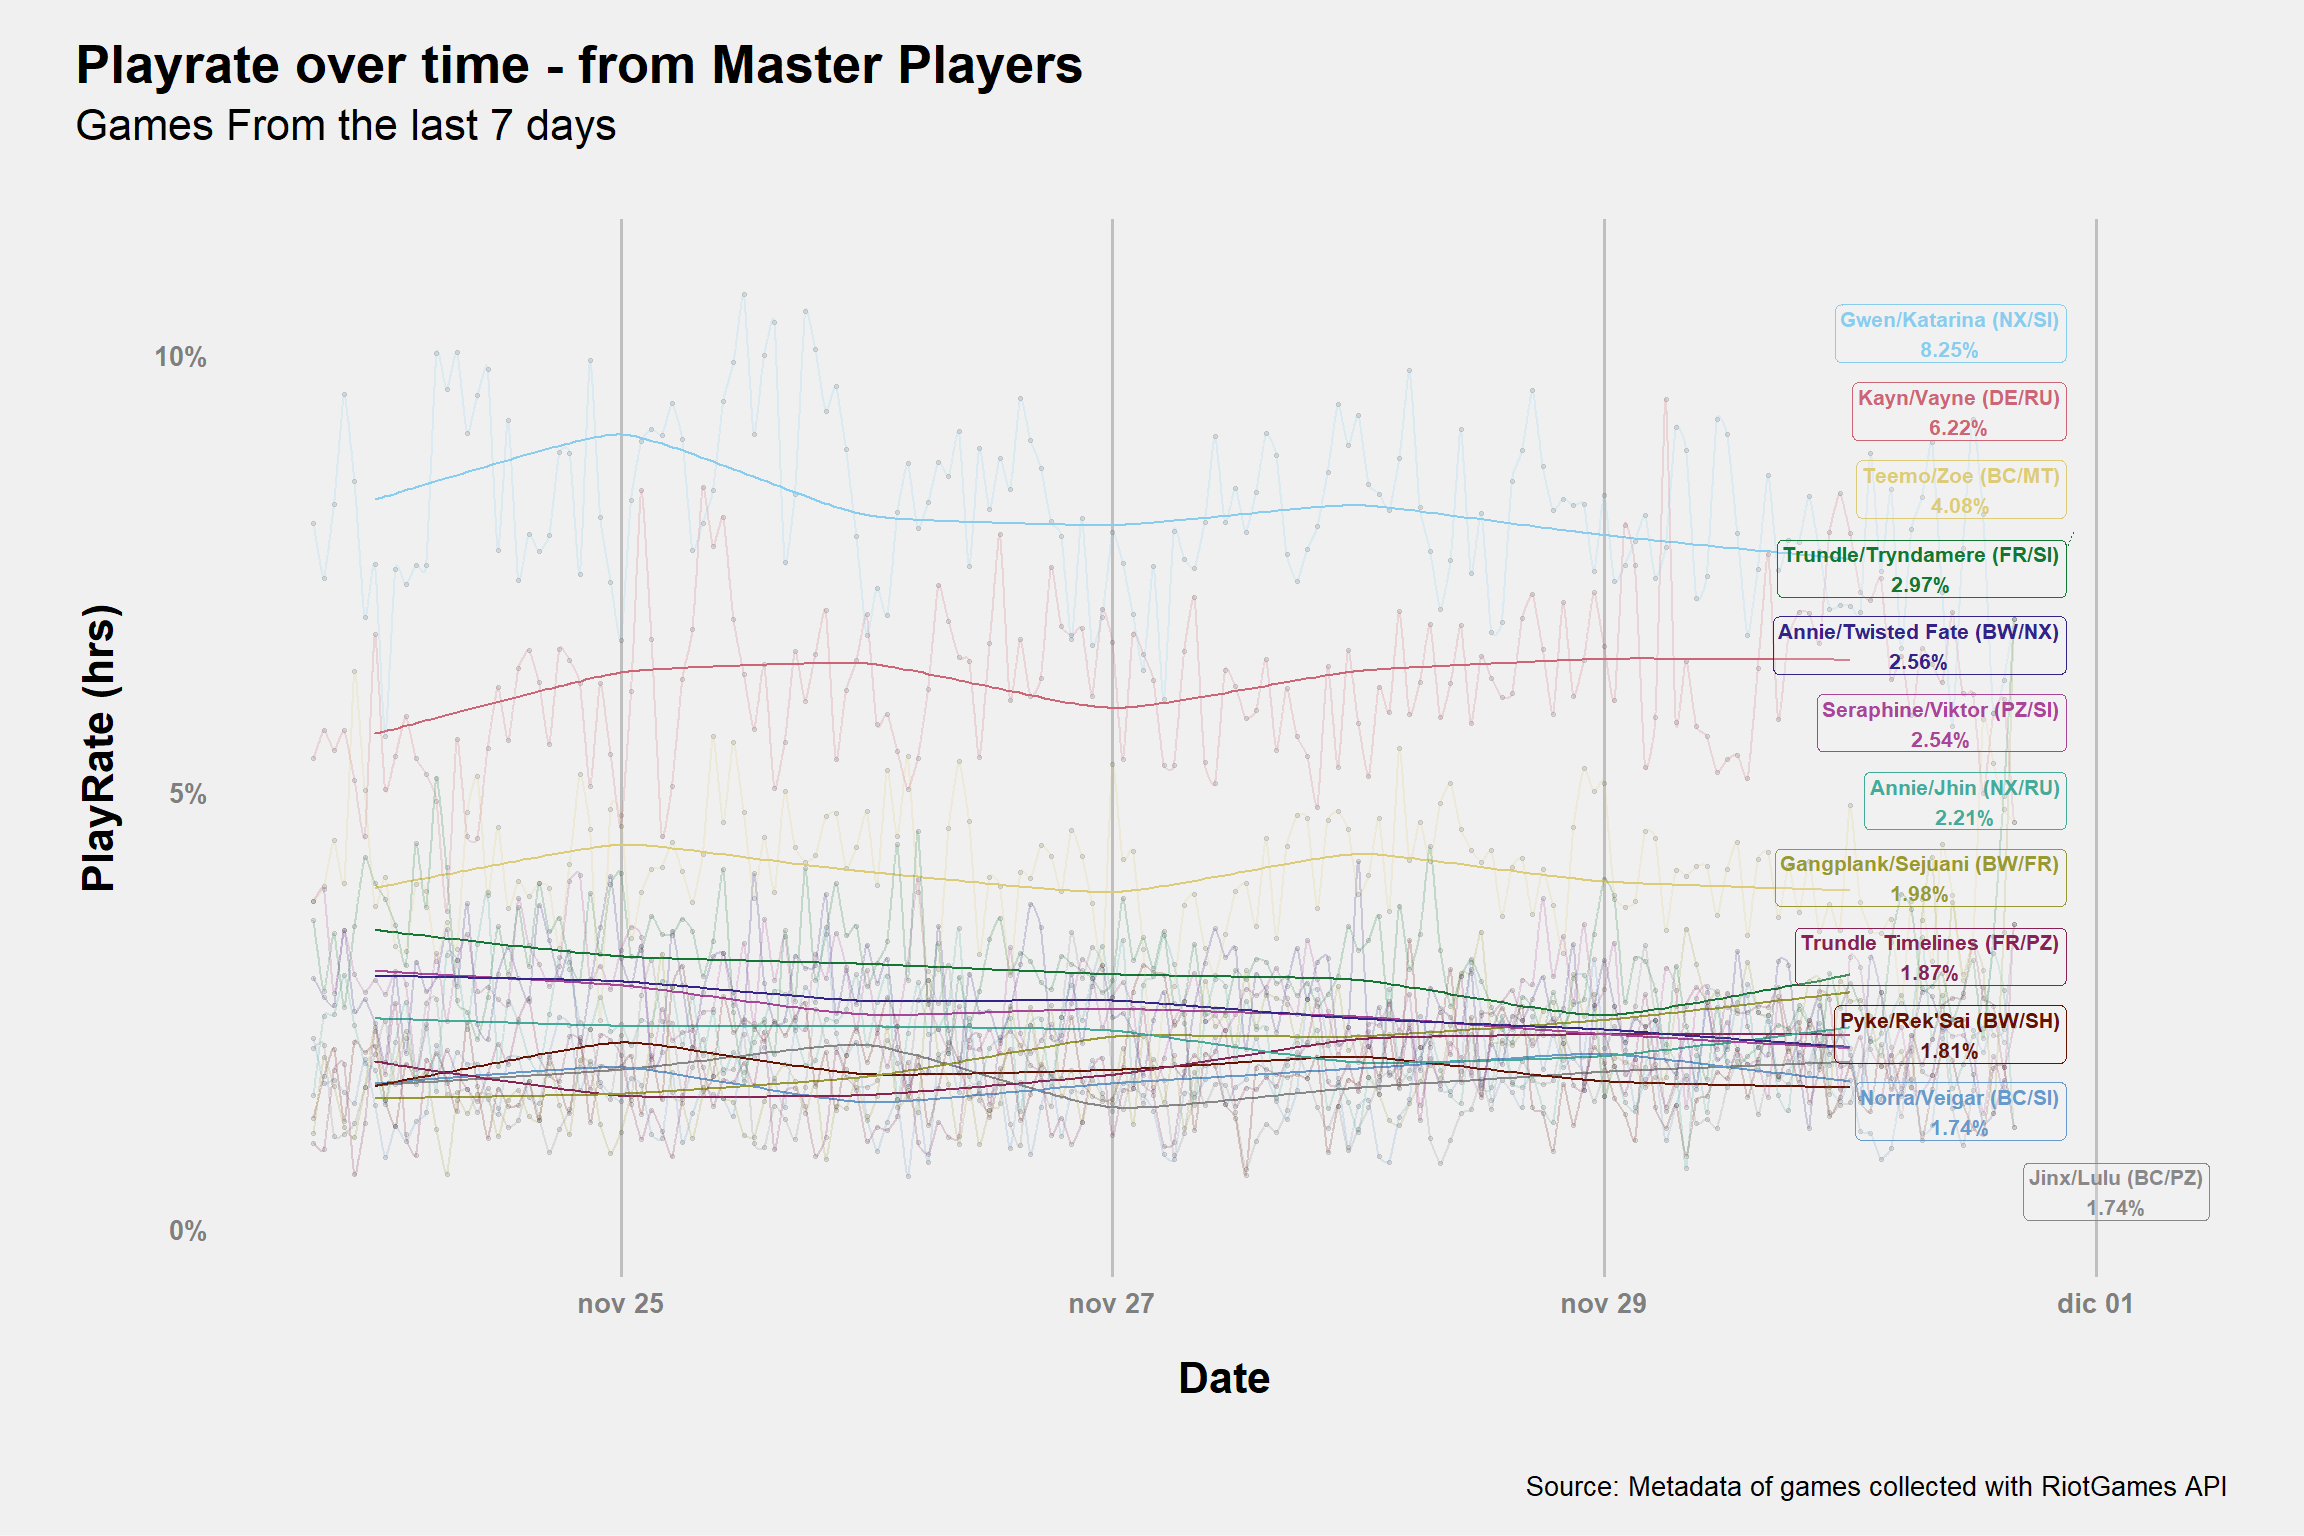 Playrate over time - from Master Players
Games From the last 7 days
PlayRate (hrs)
10%
5%
0%
Gwen/Katarina (NX/SI)
8.25%
Kayn/Vayne (DE/RU)
6.22%
Teemo/Zoe (BC/MT)
4.08%
Trundle/Tryndamere (FR/SI)
2.97%
Annie/Twisted Fate (BW/NX)
2.56%
Seraphine/Viktor (PZ/SI)
2.54%
Annie/Jhin (NX/RU)
2.21%
Gangplank/Sejuani (BW/FR)
1.98%
Trundle Timelines (FR/PZ)
1.87%
Pyke/Rek'Sai (BW/SH)
1.81%
Norra/Veigar (BC/SI)
1.74%
Jinx/Lulu (BC/PZ)
1.74%
nov 25
nov 27
nov 29
dic 01
Date
Source: Metadata of games collected with RiotGames API